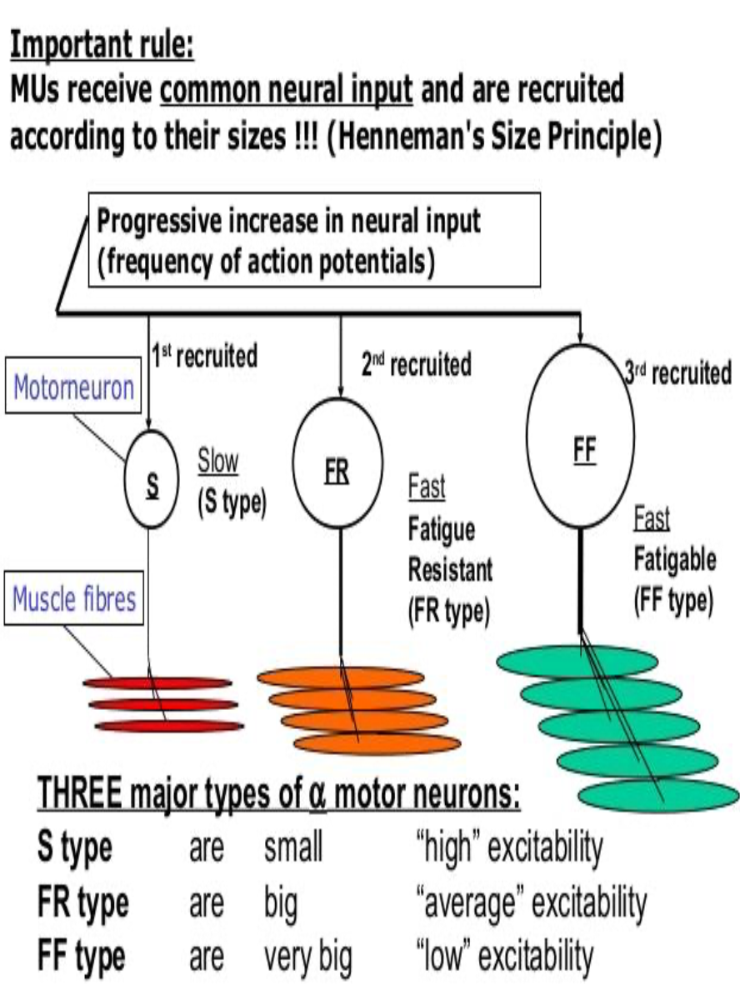 Important rule:
MUs receive common neural input and are recruited
according to their sizes !!! (Henneman's Size Principle)
Progressive increase in neural input
(frequency of action potentials)
1st recruited
2nd recruited
3rd recruited
Motorneuron
S
Slow
(S type)
FR
Fast
Fatigue
Resistant
(FR type)
FF
Fast
Fatigable
(FF type)
Muscle fibres
THREE major types of α motor neurons:
S type are small “high” excitability
FR type are big “average” excitability
FF type are very big “low” excitability